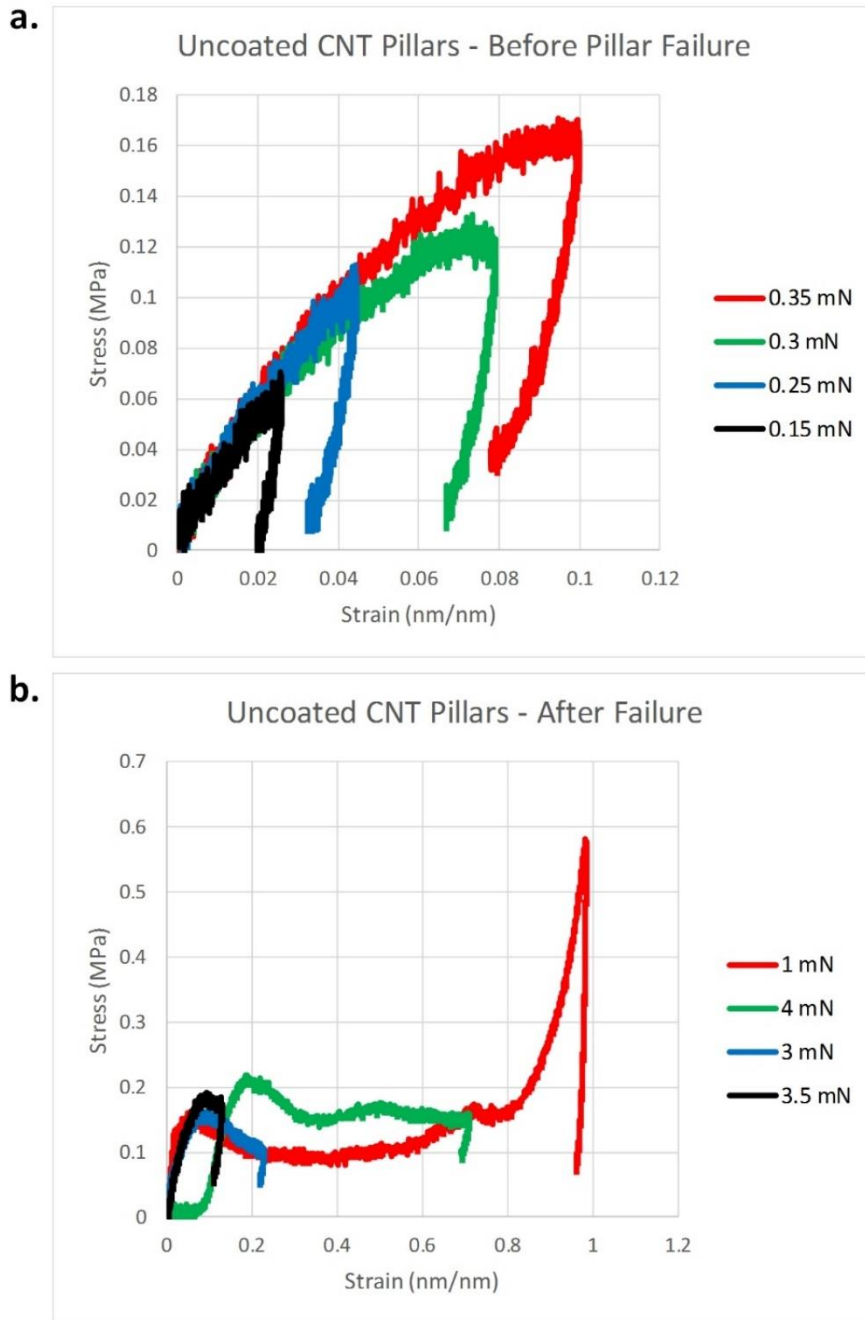 a.
Uncoated CNT Pillars - Before Pillar Failure
0.18
0.16
0.14
0.12
0.1
0.08
0.06
0.04
0.02
0
Stress (MPa)
0
0.02
0.04
0.06
0.08
0.1
0.12
Strain (nm/nm)
0.35 mN
0.3 mN
0.25 mN
0.15 mN
b.
Uncoated CNT Pillars - After Failure
0.7
0.6
0.5
0.4
0.3
0.2
0.1
0
Stress (MPa)
0
0.2
0.4
0.6
0.8
1
1.2
Strain (nm/nm)
1 mN
4 mN
3 mN
3.5 mN